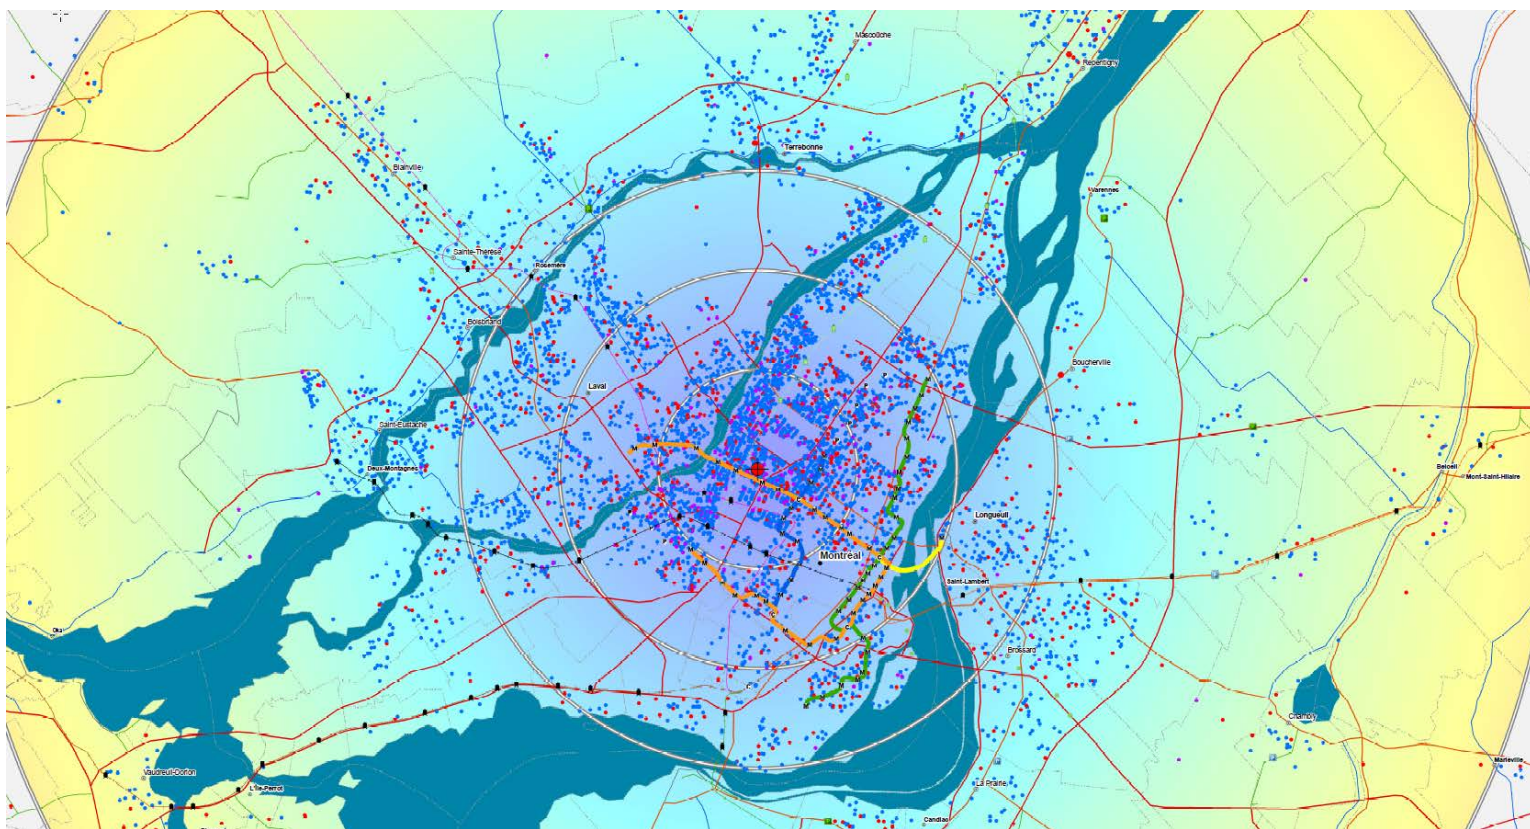 Mascouche
Repentigny
Terrebonne
Blainville
Varennes
Sainte-Thérèse
Rosemère
Boisbriand
Boucherville
Laval
Saint-Eustache
Deux-Montagnes
Beloeil
Mont-Saint-Hilaire
Longueuil
Montréal
Saint-Lambert
Oka
Brossard
Chambly
Marieville
Vaudreuil-Dorion
L'Île-Perrot
La Prairie
Candiac